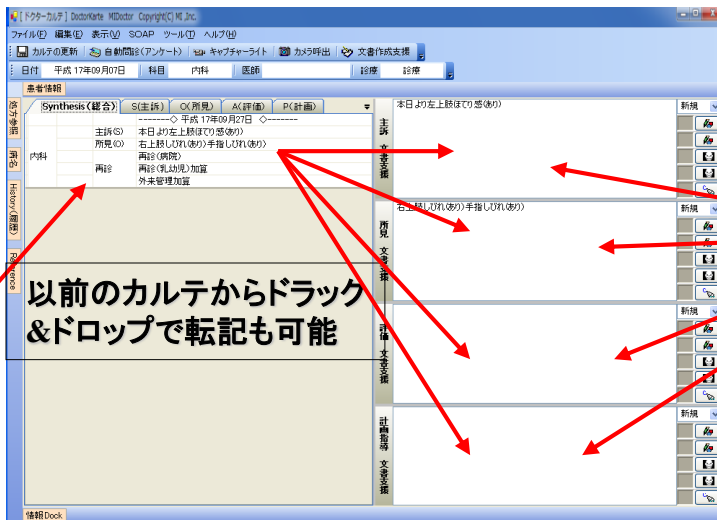 [ドクターカルテ] DoctorKarte MIDoctor Copyright(C) MI ,Inc.
ファイル(F) 編集(E) 表示(V) SOAP ツール(T) ヘルプ(H)
カルテの更新 自動問診(アンケート) キャプチャーライト カメラ呼出 文書作成支援
日付 平成 17年09月07日 科目 内科 医師 診療 診療
患者情報
処方参照
病名
History(履歴)
Reference
Synthesis(総合) S(主訴) O(所見) A(評価) P(計画)
-------◇ 平成 17年09月27日 ◇-------
主訴(S) 本日より左上肢ほてり感(あり)
所見(O) 右上肢しびれ(あり)手指しびれ(あり)
内科 再診(病院)
再診 再診(乳幼児)加算
外来管理加算
以前のカルテからドラック
&ドロップで転記も可能
主訴 文書支援
本日より左上肢ほてり感(あり)
新規
所見 文書支援
右上肢しびれ(あり)手指しびれ(あり)
新規
評価 文書支援
新規
計画指導 文書支援
新規
情報Dock